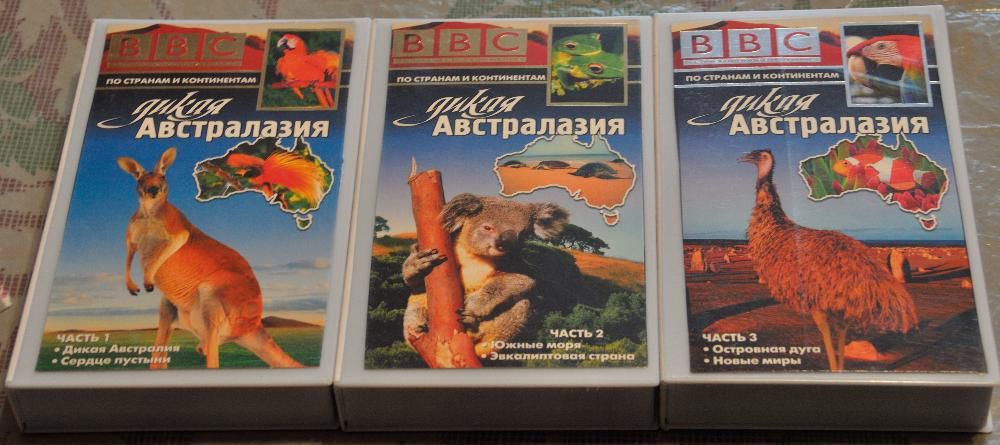 BBC
ПО СТРАНАМ И КОНТИНЕНТАМ
дикая
АВСТРАЛАЗИЯ
ЧАСТЬ 1
• Дикая Австралия
• Сердце пустыни
BBC
ПО СТРАНАМ И КОНТИНЕНТАМ
дикая
АВСТРАЛАЗИЯ
ЧАСТЬ 2
• Южные моря
• Эвкалиптовая страна
BBC
ПО СТРАНАМ И КОНТИНЕНТАМ
дикая
АВСТРАЛАЗИЯ
ЧАСТЬ 3
• Островная дуга
• Новые миры